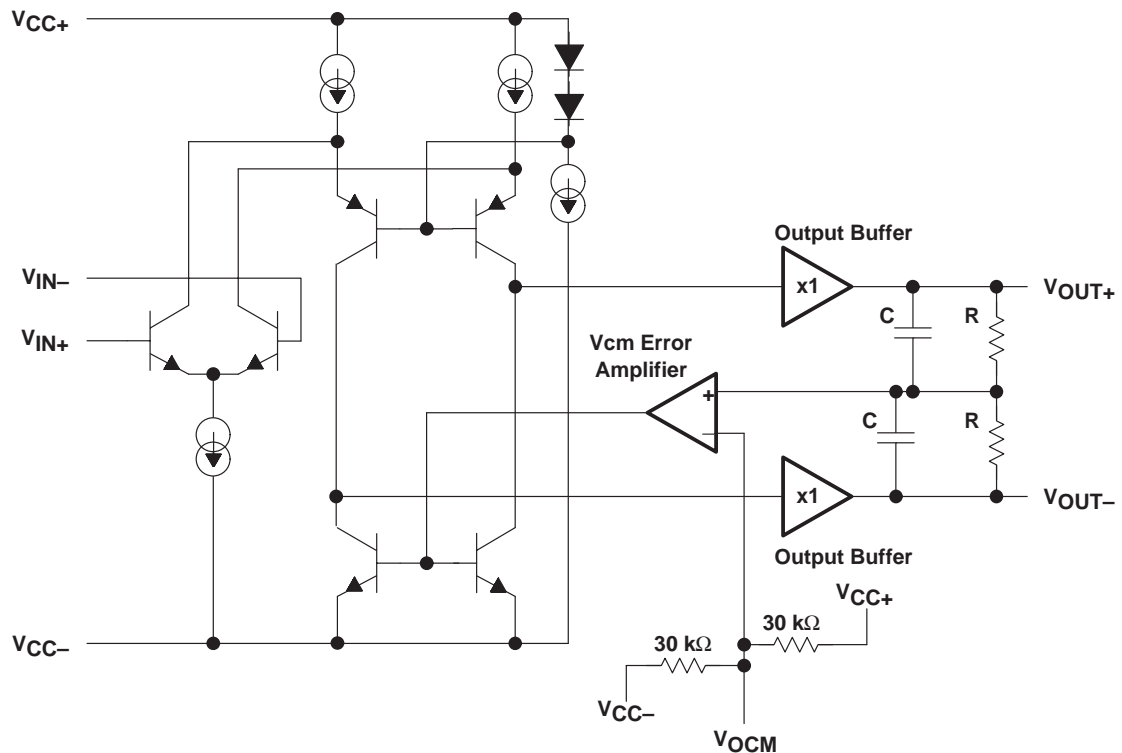 VCC+
VIN–
VIN+
VCC–
Output Buffer
x1
VOUT+
C
R
Vcm Error
Amplifier
+
–
C
R
x1
VOUT–
Output Buffer
VCC+
30 kΩ
30 kΩ
VCC–
VOCM